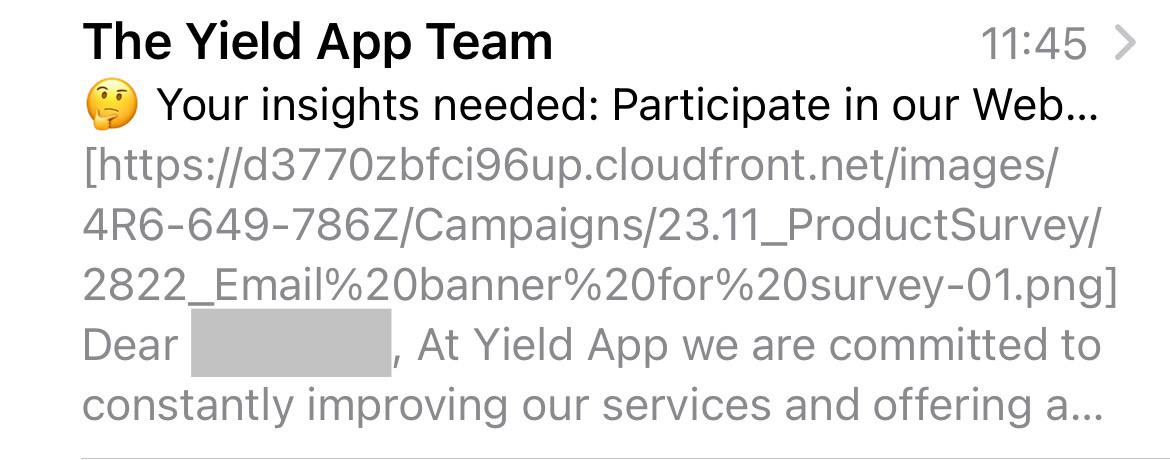 The Yield App Team
11:45
🤔 Your insights needed: Participate in our Web...
[https://d3770zbfci96up.cloudfront.net/images/
4R6-649-786Z/Campaigns/23.11_ProductSurvey/
2822_Email%20banner%20for%20survey-01.png]
Dear , At Yield App we are committed to
constantly improving our services and offering a...